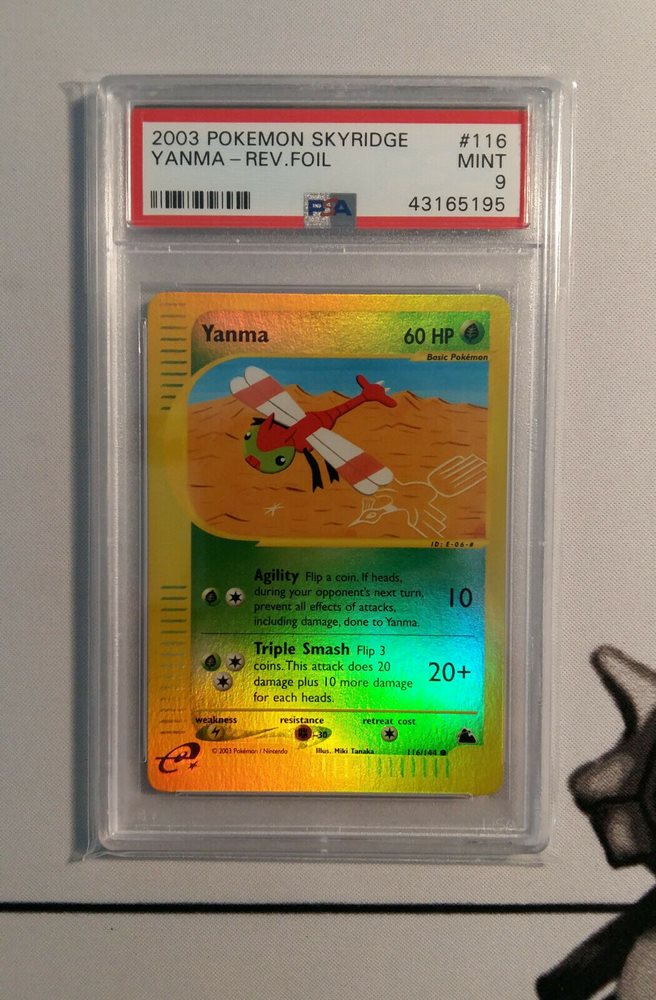 2003 POKEMON SKYRIDGE #116
YANMA – REV.FOIL MINT
9
PSA 43165195
Yanma 60 HP
Basic Pokémon
ID: E-06-#
Agility Flip a coin. If heads,
during your opponent's next turn,
prevent all effects of attacks,
including damage, done to Yanma.
10
Triple Smash Flip 3
coins. This attack does 20
damage plus 10 more damage
for each heads.
20+
weakness resistance retreat cost
-30
© 2003 Pokémon / Nintendo Illus. Miki Tanaka 116/144
e